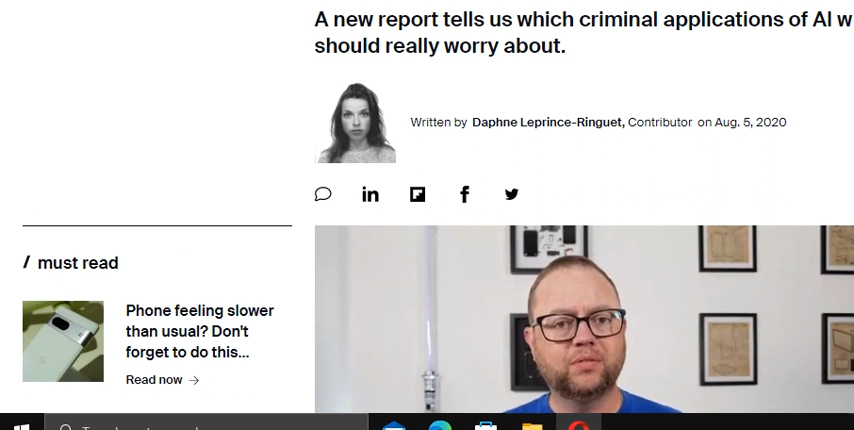 A new report tells us which criminal applications of AI w
should really worry about.
Written by Daphne Leprince-Ringuet, Contributor on Aug. 5, 2020
/ must read
Phone feeling slower
than usual? Don't
forget to do this...
Read now →